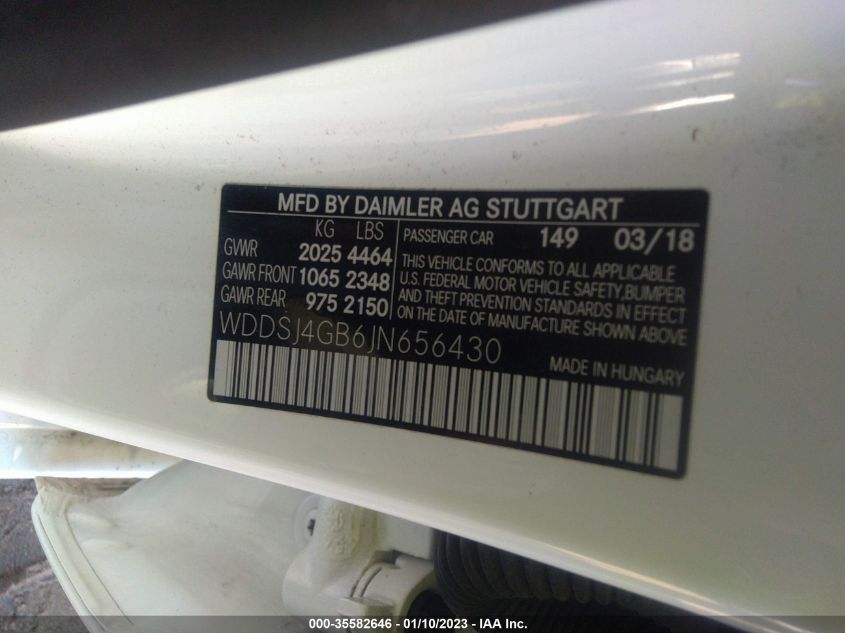 MFD BY DAIMLER AG STUTTGART
KG LBS
GVWR 2025 4464
GAWR FRONT 1065 2348
GAWR REAR 975 2150
PASSENGER CAR 149 03/18
THIS VEHICLE CONFORMS TO ALL APPLICABLE
U.S. FEDERAL MOTOR VEHICLE SAFETY,BUMPER
AND THEFT PREVENTION STANDARDS IN EFFECT
ON THE DATE OF MANUFACTURE SHOWN ABOVE
WDDSJ4GB6JN656430
MADE IN HUNGARY
000-35582646 - 01/10/2023 - IAA Inc.